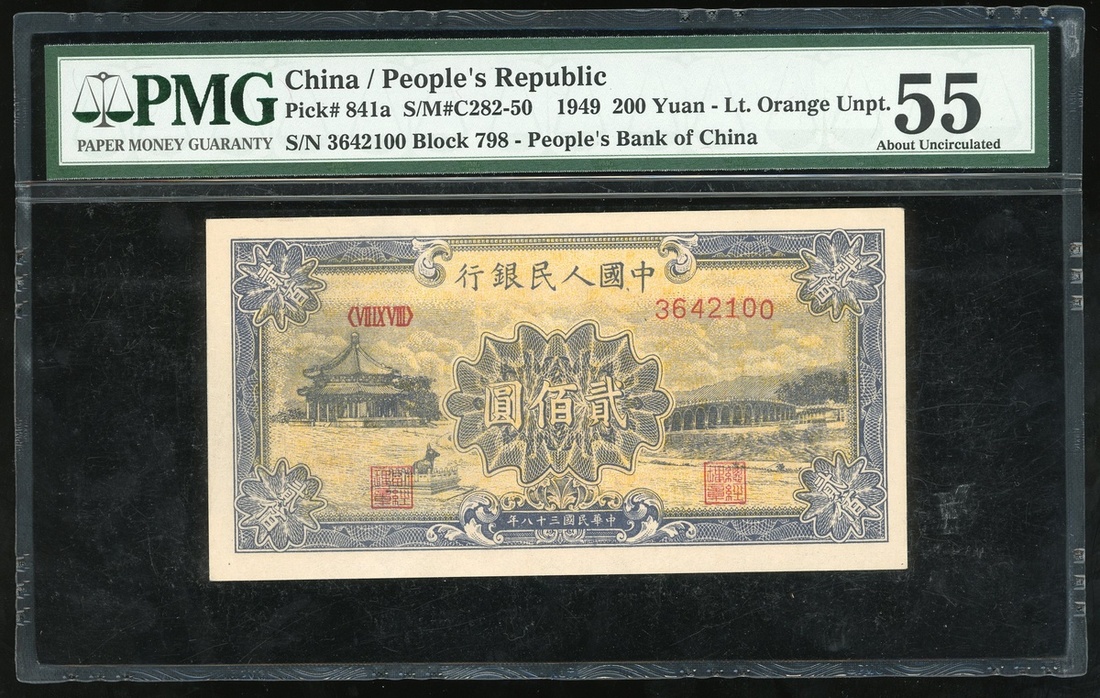 PMG
PAPER MONEY GUARANTY
China / People's Republic
Pick# 841a S/M#C282-50 1949 200 Yuan - Lt. Orange Unpt.
S/N 3642100 Block 798 - People's Bank of China
55
About Uncirculated
行銀民人國中
〈VIIIXVIII〉 3642100
圓佰貳
年八十三國民華中